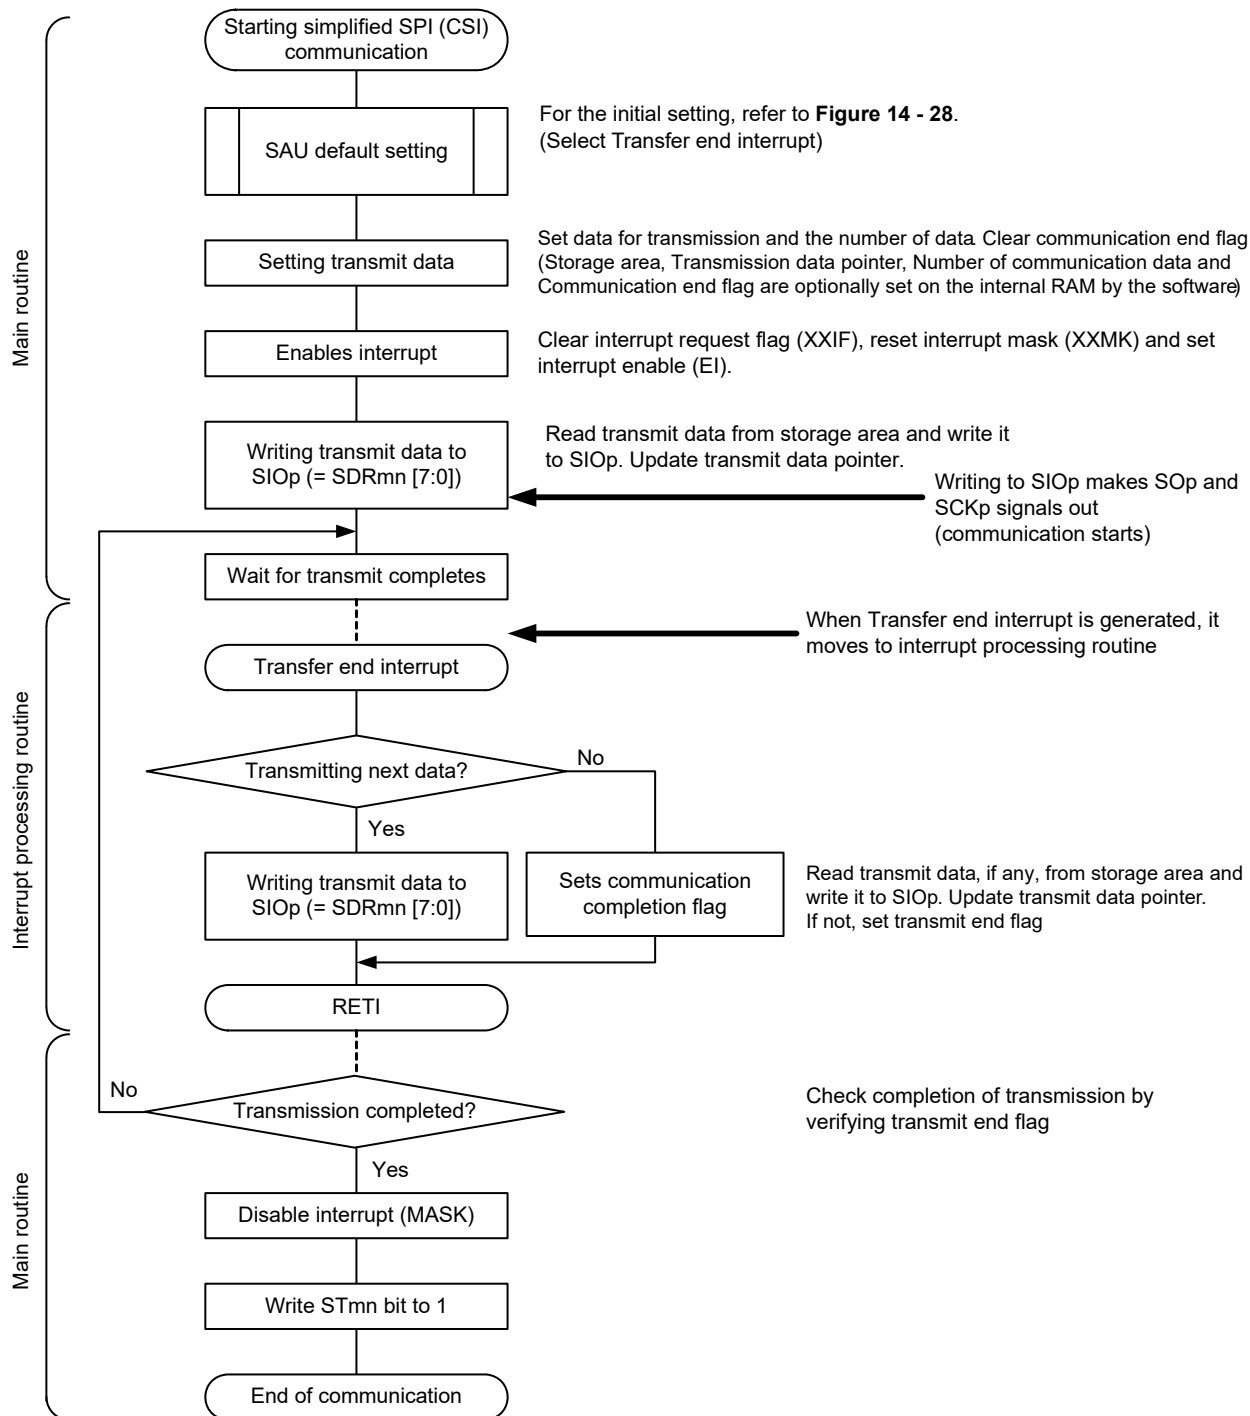 Starting simplified SPI (CSI)
communication
For the initial setting, refer to Figure 14 - 28.
(Select Transfer end interrupt)
SAU default setting
Set data for transmission and the number of data. Clear communication end flag
(Storage area, Transmission data pointer, Number of communication data and
Communication end flag are optionally set on the internal RAM by the software)
Setting transmit data
Main routine
Clear interrupt request flag (XXIF), reset interrupt mask (XXMK) and set
interrupt enable (EI).
Enables interrupt
Writing transmit data to
SIOp (= SDRmn [7:0])
Read transmit data from storage area and write it
to SIOp. Update transmit data pointer.
Writing to SIOp makes SOp and
SCKp signals out
(communication starts)
Wait for transmit completes
When Transfer end interrupt is generated, it
moves to interrupt processing routine
Transfer end interrupt
Interrupt processing routine
Transmitting next data?
No
Yes
Writing transmit data to
SIOp (= SDRmn [7:0])
Sets communication
completion flag
Read transmit data, if any, from storage area and
write it to SIOp. Update transmit data pointer.
If not, set transmit end flag
RETI
No
Transmission completed?
Check completion of transmission by
verifying transmit end flag
Yes
Main routine
Disable interrupt (MASK)
Write STmn bit to 1
End of communication